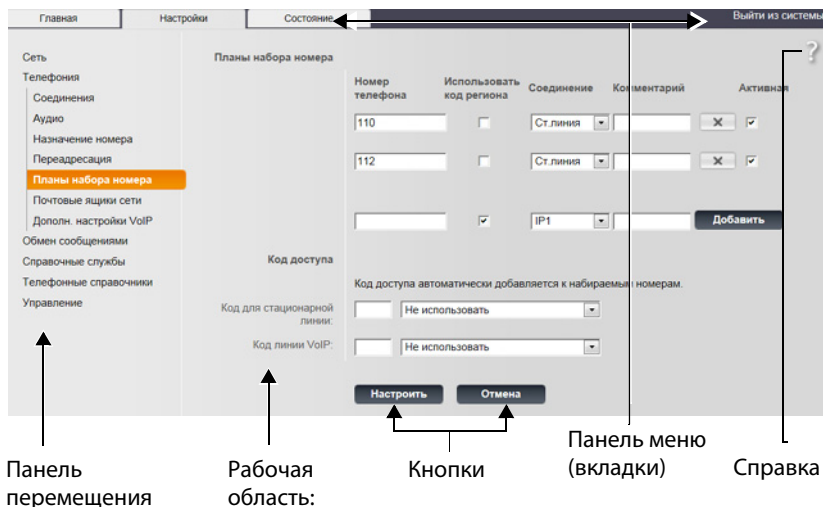 Главная Настройки Состояние Выйти из системы
?
Сеть
Телефония
Соединения
Аудио
Назначение номера
Переадресация
Планы набора номера
Почтовые ящики сети
Дополн. настройки VoIP
Обмен сообщениями
Справочные службы
Телефонные справочники
Управление
Планы набора номера
Номер телефона Использовать код региона Соединение Комментарий Активная
110 Ст.линия
112 Ст.линия
IP1 Добавить
Код доступа
Код доступа автоматически добавляется к набираемым номерам.
Код для стационарной линии: Не использовать
Код линии VoIP: Не использовать
Настроить Отмена
Панель перемещения
Рабочая область:
Кнопки
Панель меню (вкладки)
Справка